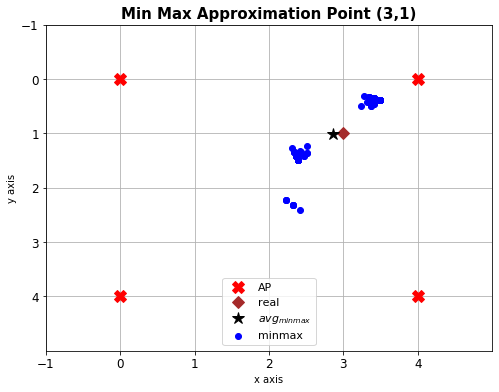 Min Max Approximation Point (3,1)
−1
0
1
2
3
4
y axis
AP
real
avg_minmax
minmax
−1 0 1 2 3 4
x axis